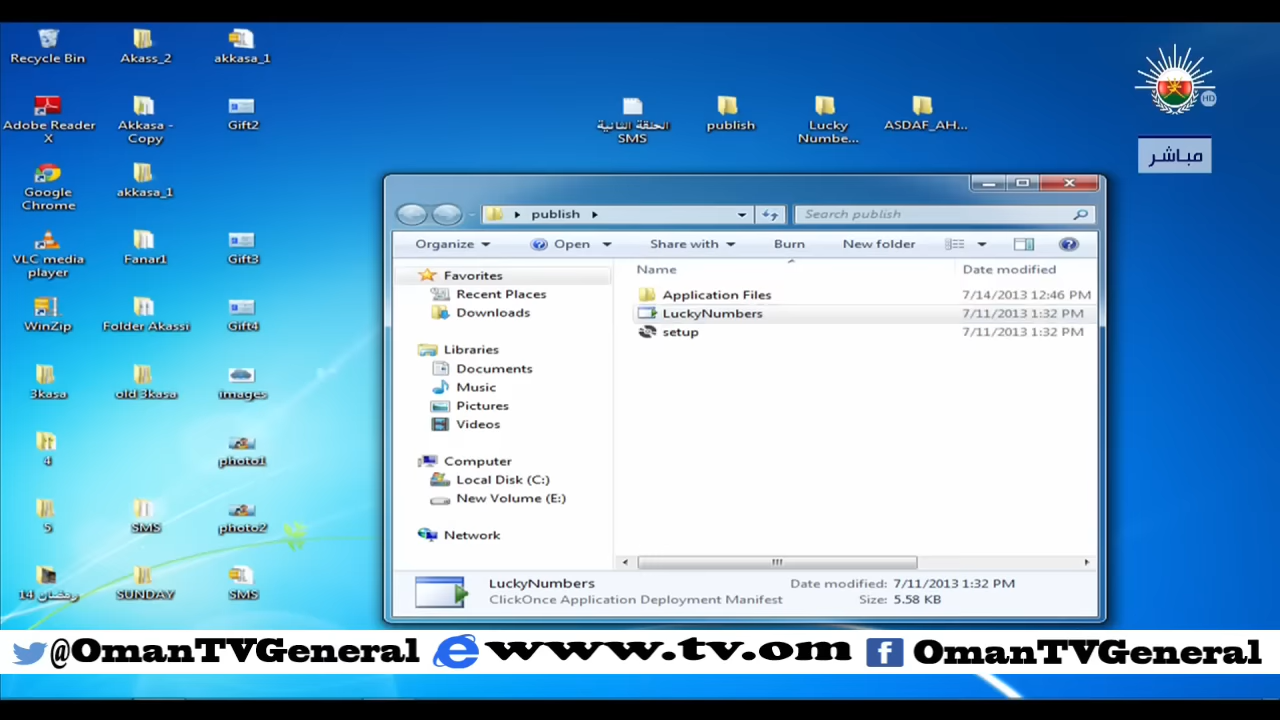 Recycle Bin
Akass_2
akkasa_1
Adobe Reader
X
Akkasa -
Copy
Gift2
Google
Chrome
akkasa_1
VLC media
player
Fanar1
Gift3
WinZip
Folder Akassi
Gift4
3kasa
old 3kasa
images
4
photo1
5
SMS
photo2
رمضان 14
SUNDAY
SMS
الحلقة الثانية
SMS
publish
Lucky
Numbe...
ASDAF_AH...
HD
مباشر
publish
Search publish
Organize
Open
Share with
Burn
New folder
Name
Date modified
Favorites
Recent Places
Downloads
Libraries
Documents
Music
Pictures
Videos
Computer
Local Disk (C:)
New Volume (E:)
Network
Application Files 7/14/2013 12:46 PM
LuckyNumbers 7/11/2013 1:32 PM
setup 7/11/2013 1:32 PM
LuckyNumbers Date modified: 7/11/2013 1:32 PM
ClickOnce Application Deployment Manifest Size: 5.58 KB
@OmanTVGeneral www.tv.om OmanTVGeneral